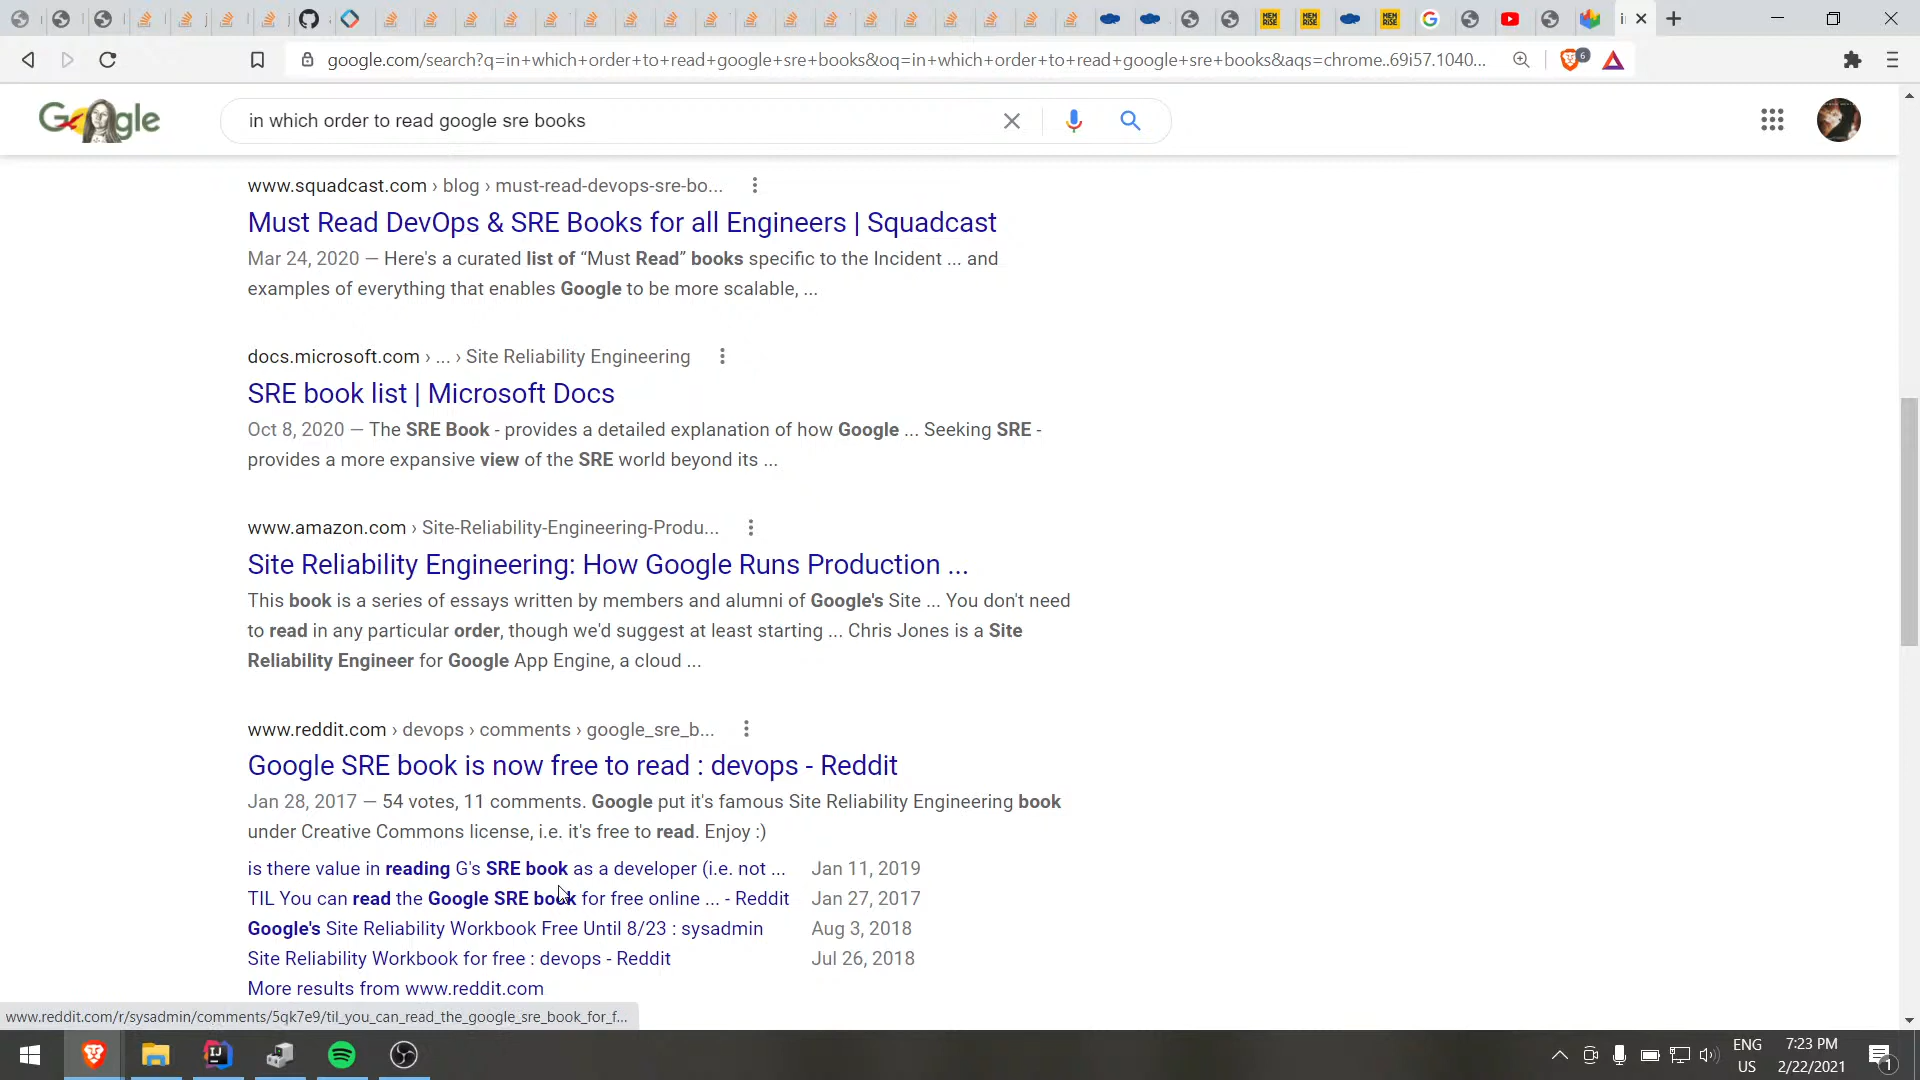 google.com/search?q=in+which+order+to+read+google+sre+books&oq=in+which+order+to+read+google+sre+books&aqs=chrome..69i57.1040...
6
Google
in which order to read google sre books
www.squadcast.com › blog › must-read-devops-sre-bo...
Must Read DevOps & SRE Books for all Engineers | Squadcast
Mar 24, 2020 — Here's a curated list of “Must Read” books specific to the Incident ... and
examples of everything that enables Google to be more scalable, ...
docs.microsoft.com › ... › Site Reliability Engineering
SRE book list | Microsoft Docs
Oct 8, 2020 — The SRE Book - provides a detailed explanation of how Google ... Seeking SRE -
provides a more expansive view of the SRE world beyond its ...
www.amazon.com › Site-Reliability-Engineering-Produ...
Site Reliability Engineering: How Google Runs Production ...
This book is a series of essays written by members and alumni of Google's Site ... You don't need
to read in any particular order, though we'd suggest at least starting ... Chris Jones is a Site
Reliability Engineer for Google App Engine, a cloud ...
www.reddit.com › devops › comments › google_sre_b...
Google SRE book is now free to read : devops - Reddit
Jan 28, 2017 — 54 votes, 11 comments. Google put it's famous Site Reliability Engineering book
under Creative Commons license, i.e. it's free to read. Enjoy :)
is there value in reading G's SRE book as a developer (i.e. not ... Jan 11, 2019
TIL You can read the Google SRE book for free online ... - Reddit Jan 27, 2017
Google's Site Reliability Workbook Free Until 8/23 : sysadmin Aug 3, 2018
Site Reliability Workbook for free : devops - Reddit Jul 26, 2018
More results from www.reddit.com
www.reddit.com/r/sysadmin/comments/5qk7e9/til_you_can_read_the_google_sre_book_for_f...
ENG 7:23 PM
US 2/22/2021 1